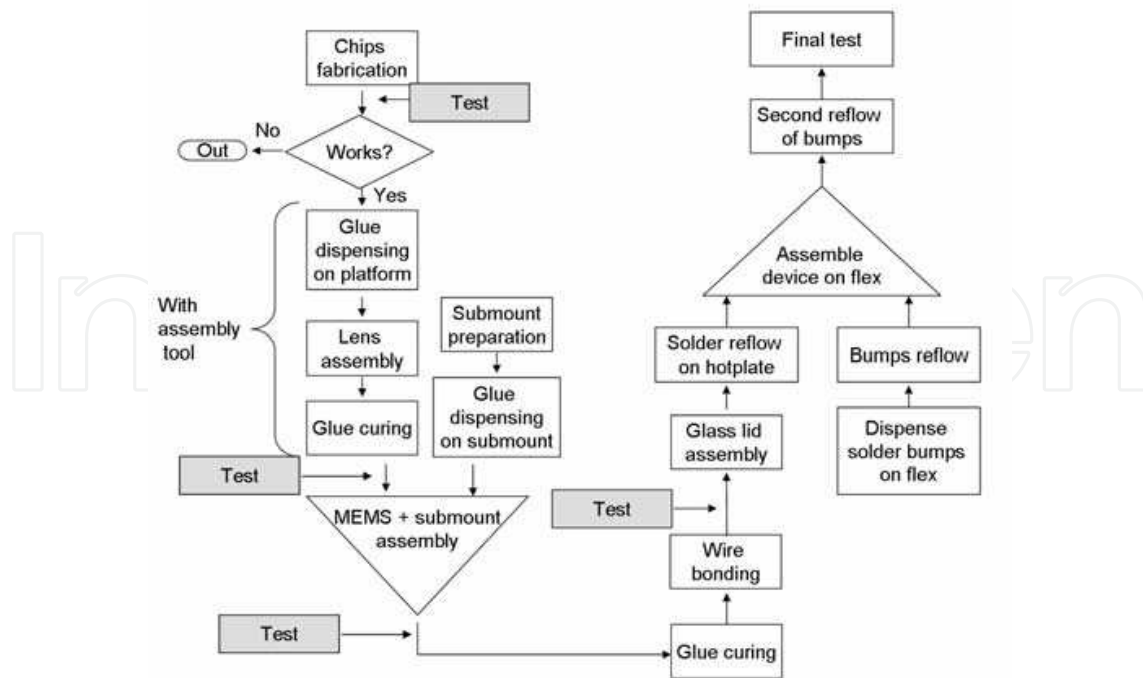 Chips
fabrication
Test
Works?
No
Out
Yes
Glue
dispensing
on platform
With
assembly
tool
Lens
assembly
Glue curing
Submount
preparation
Glue
dispensing
on submount
Test
MEMS + submount
assembly
Test
Glue curing
Wire
bonding
Test
Glass lid
assembly
Solder reflow
on hotplate
Dispense
solder bumps
on flex
Bumps reflow
Assemble
device on flex
Second reflow
of bumps
Final test